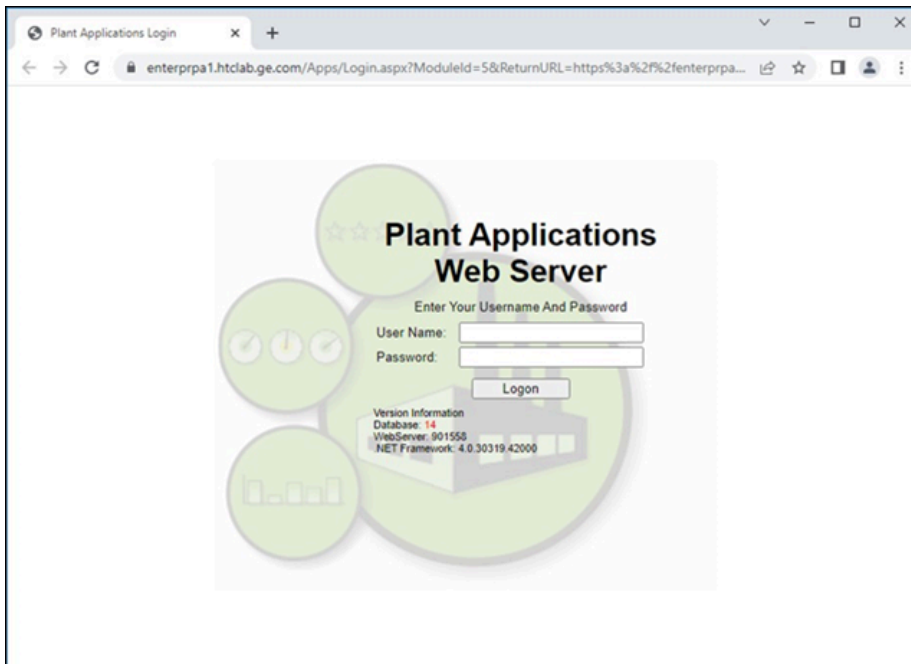 Plant Applications Login
enterprpa1.htclab.ge.com/Apps/Login.aspx?ModuleId=5&ReturnURL=https%3a%2f%2fenterprpa...
Plant Applications
Web Server
Enter Your Username And Password
User Name:
Password:
Logon
Version Information
Database: 14
WebServer: 901558
.NET Framework: 4.0.30319.42000